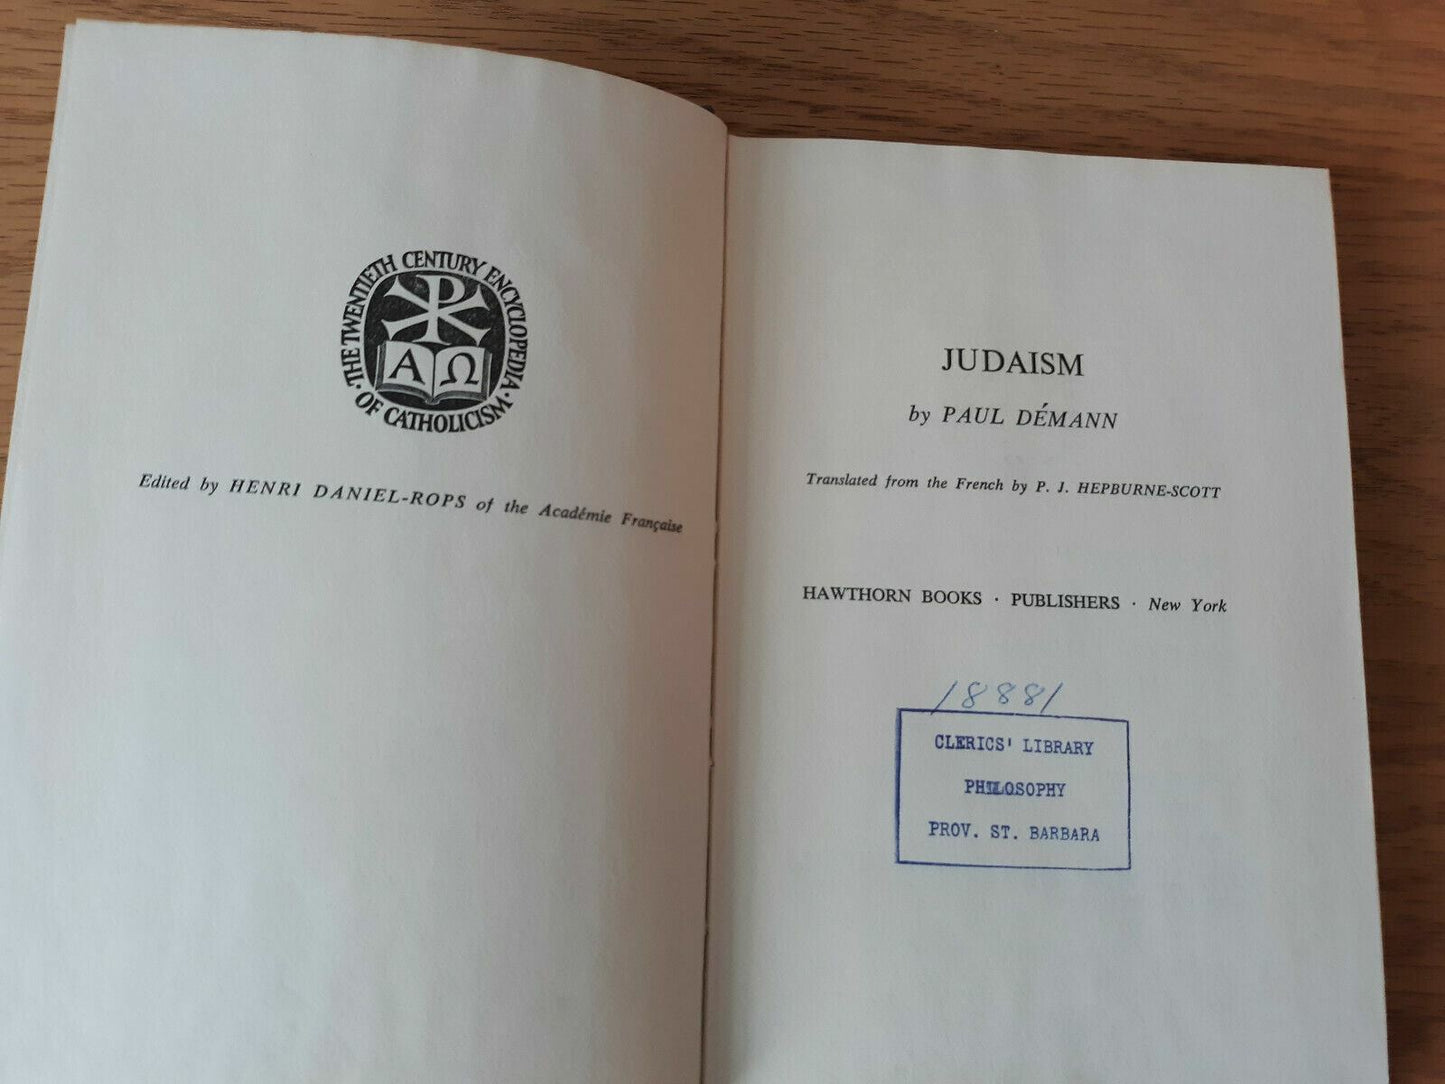 · THE TWENTIETH CENTURY ENCYCLOPEDIA ·
OF CATHOLICISM
Α Ω
Edited by HENRI DANIEL-ROPS of the Académie Française
JUDAISM
by PAUL DÉMANN
Translated from the French by P. J. HEPBURNE-SCOTT
HAWTHORN BOOKS · PUBLISHERS · New York
18881
CLERICS' LIBRARY
PHILOSOPHY
PROV. ST. BARBARA